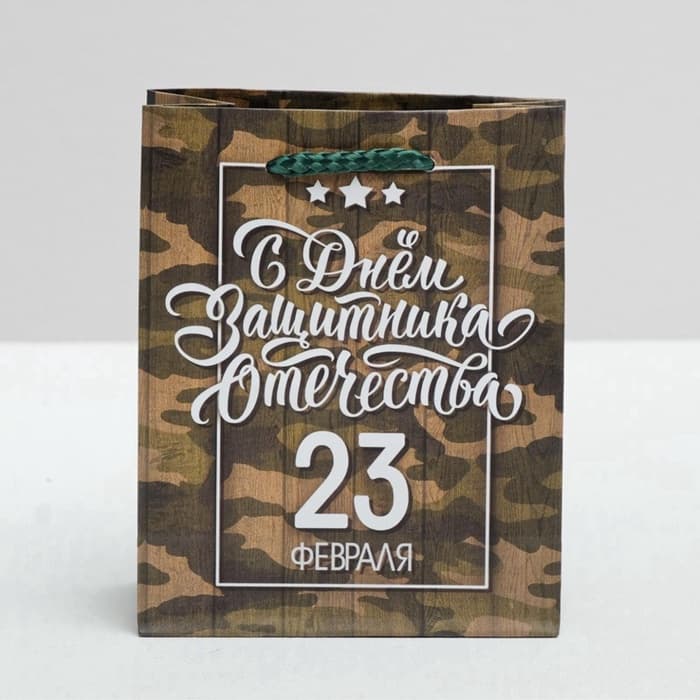 С Днём
Защитника
Отечества
23
ФЕВРАЛЯ